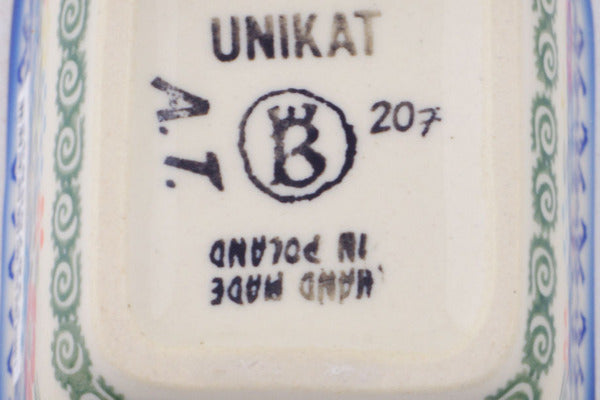 UNIKAT
A.T.
B
207
HAND MADE
IN POLAND